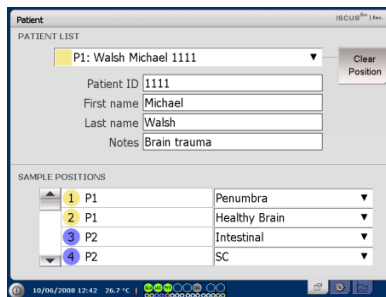 Patient ISCUSflex | Rev.
PATIENT LIST
P1: Walsh Michael 1111
Clear Position
Patient ID 1111
First name Michael
Last name Walsh
Notes Brain trauma
SAMPLE POSITIONS
1 P1 Penumbra
2 P1 Healthy Brain
3 P2 Intestinal
4 P2 SC
10/06/2008 12:42 26.7 °C |